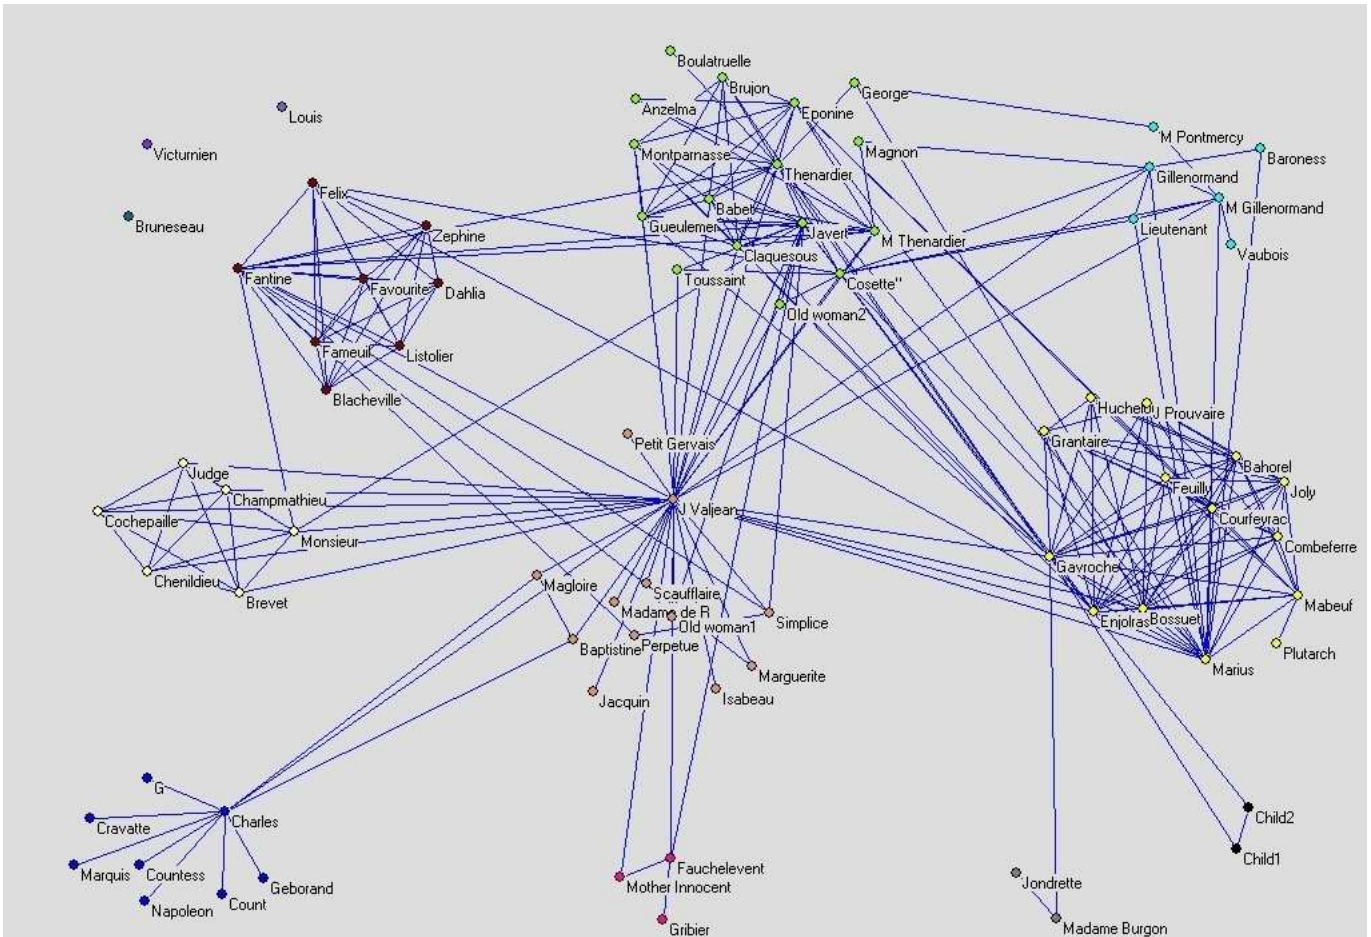 Boulatruelle
Brujon
George
Anzelma
Eponine
Louis
M Pontmercy
Victurnien
Montparnasse
Magnon
Baroness
Thenardier
Gillenormand
Felix
Babet
M Gillenormand
Bruneseau
Gueulemer
Javert
Lieutenant
Zephine
M Thenardier
Claquesous
Vaubois
Fantine
Toussaint
Cosette"
Favourite
Dahlia
Old woman2
Fameuil
Listolier
Blacheville
J Prouvaire
Petit Gervais
Grantaire
Judge
Bahorel
Champmathieu
Feuilly
Joly
J Valjean
Courfeyrac
Cochepaille
Monsieur
Combeferre
Gavroche
Chenildieu
Magloire
Scaufflaire
Brevet
Madame de R
Mabeuf
Old woman1
Simplice
Enjolras
Bossuet
Baptistine
Perpetue
Plutarch
Marguerite
Marius
Jacquin
Isabeau
G
Child2
Cravatte
Charles
Child1
Fauchelevent
Marquis
Countess
Mother Innocent
Geborand
Jondrette
Napoleon
Count
Gribier
Madame Burgon